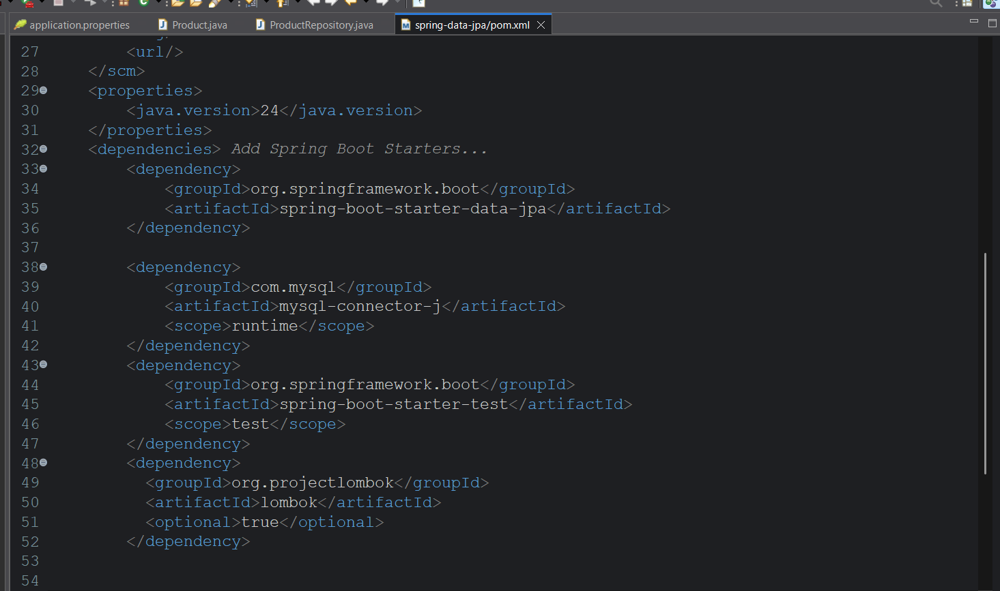 application.properties
Product.java
ProductRepository.java
spring-data-jpa/pom.xml
27 <url/>
28 </scm>
29 <properties>
30 <java.version>24</java.version>
31 </properties>
32 <dependencies> Add Spring Boot Starters...
33 <dependency>
34 <groupId>org.springframework.boot</groupId>
35 <artifactId>spring-boot-starter-data-jpa</artifactId>
36 </dependency>
37
38 <dependency>
39 <groupId>com.mysql</groupId>
40 <artifactId>mysql-connector-j</artifactId>
41 <scope>runtime</scope>
42 </dependency>
43 <dependency>
44 <groupId>org.springframework.boot</groupId>
45 <artifactId>spring-boot-starter-test</artifactId>
46 <scope>test</scope>
47 </dependency>
48 <dependency>
49 <groupId>org.projectlombok</groupId>
50 <artifactId>lombok</artifactId>
51 <optional>true</optional>
52 </dependency>
53
54